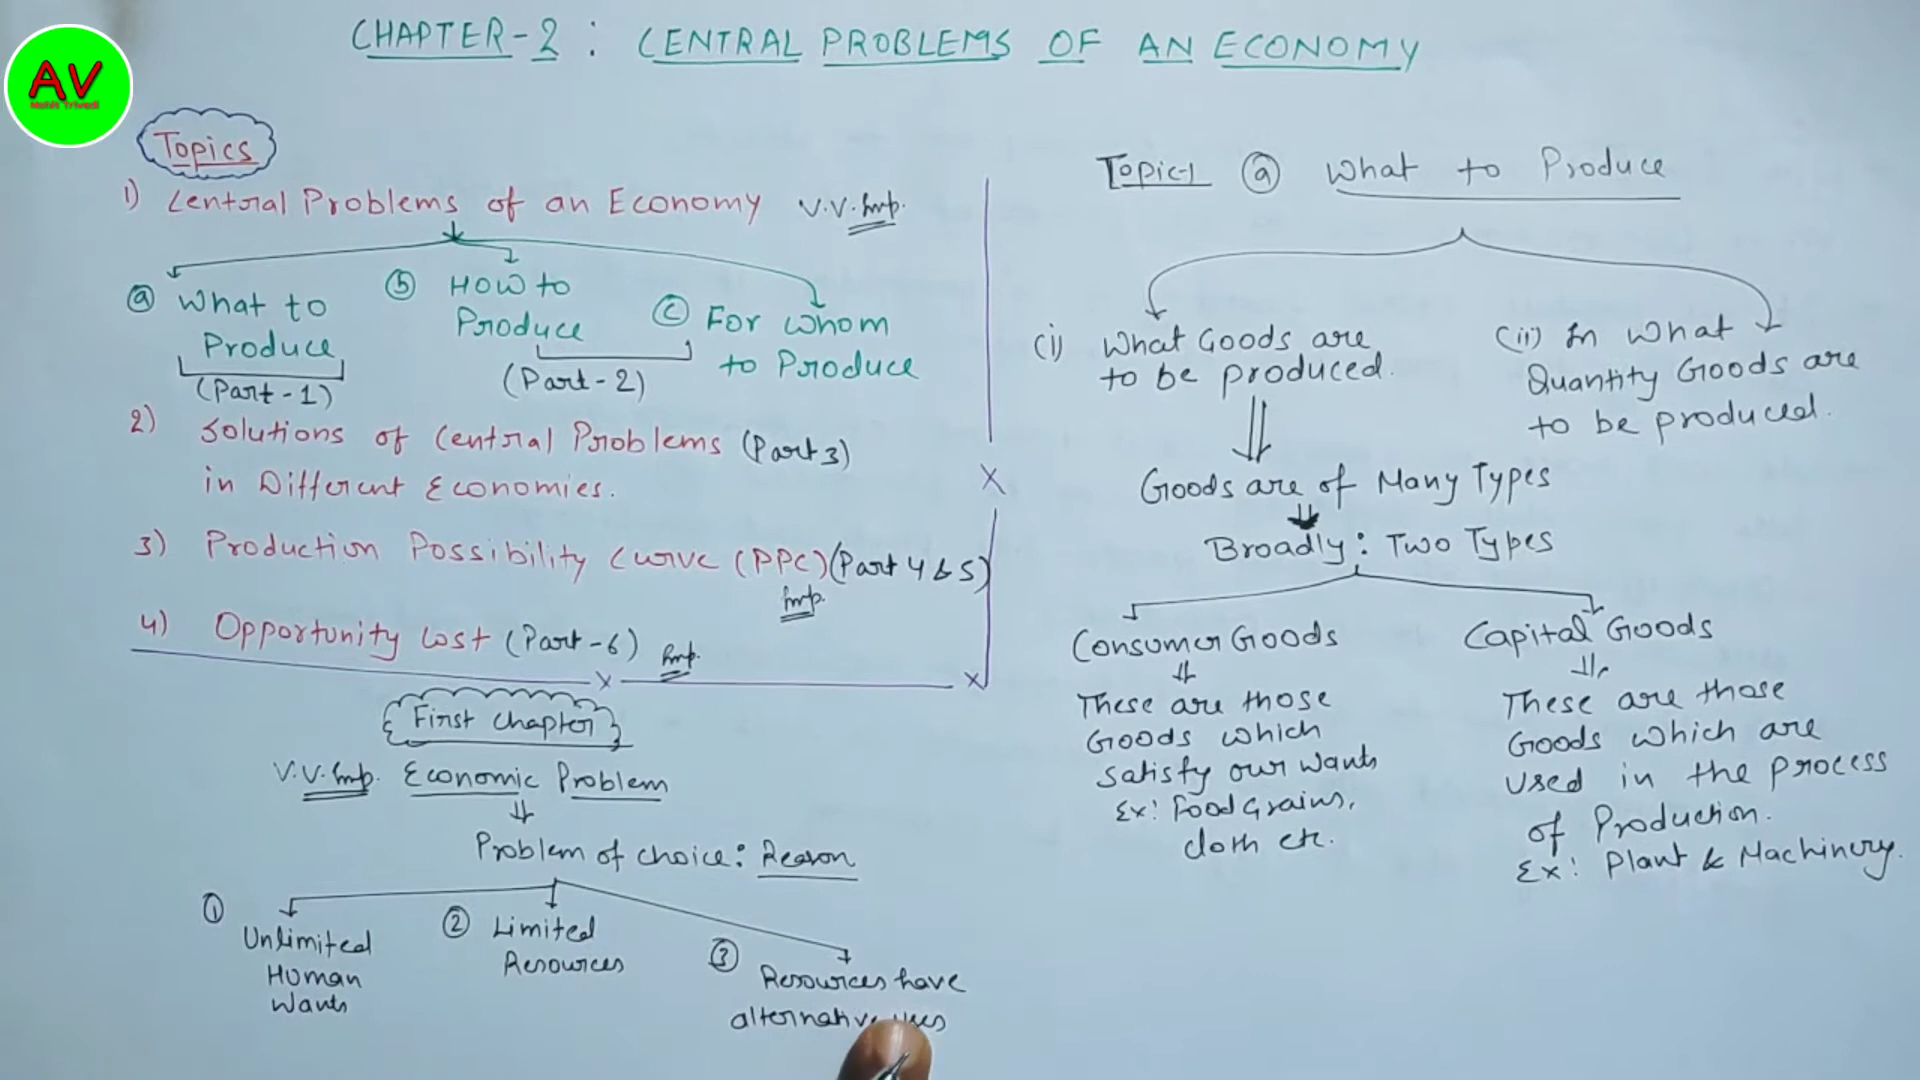 AV
CHAPTER-2 : CENTRAL PROBLEMS OF AN ECONOMY
Topics
1) Central Problems of an Economy V.V.Imp.
(a) What to
Produce
(Part-1)
(b) How to
Produce
(Part-2)
(c) For whom
to Produce
2) Solutions of Central Problems (Part 3)
in Different Economies.
3) Production Possibility Curve (PPC) (Part 4 & 5)
Imp.
4) Opportunity Cost (Part-6) Imp.
First Chapter
V.V.Imp. Economic Problem
Problem of choice: Reason
(1) Unlimited
Human
Wants
(2) Limited
Resources
(3) Resources have
alternative uses
Topic-1 (a) What to Produce
(i) What Goods are
to be produced.
(ii) In what
Quantity Goods are
to be produced.
Goods are of Many Types
Broadly: Two Types
Consumer Goods
These are those
Goods which
satisfy our wants
Ex: Food Grains,
cloth etc.
Capital Goods
These are those
Goods which are
used in the process
of Production.
Ex: Plant & Machinery.